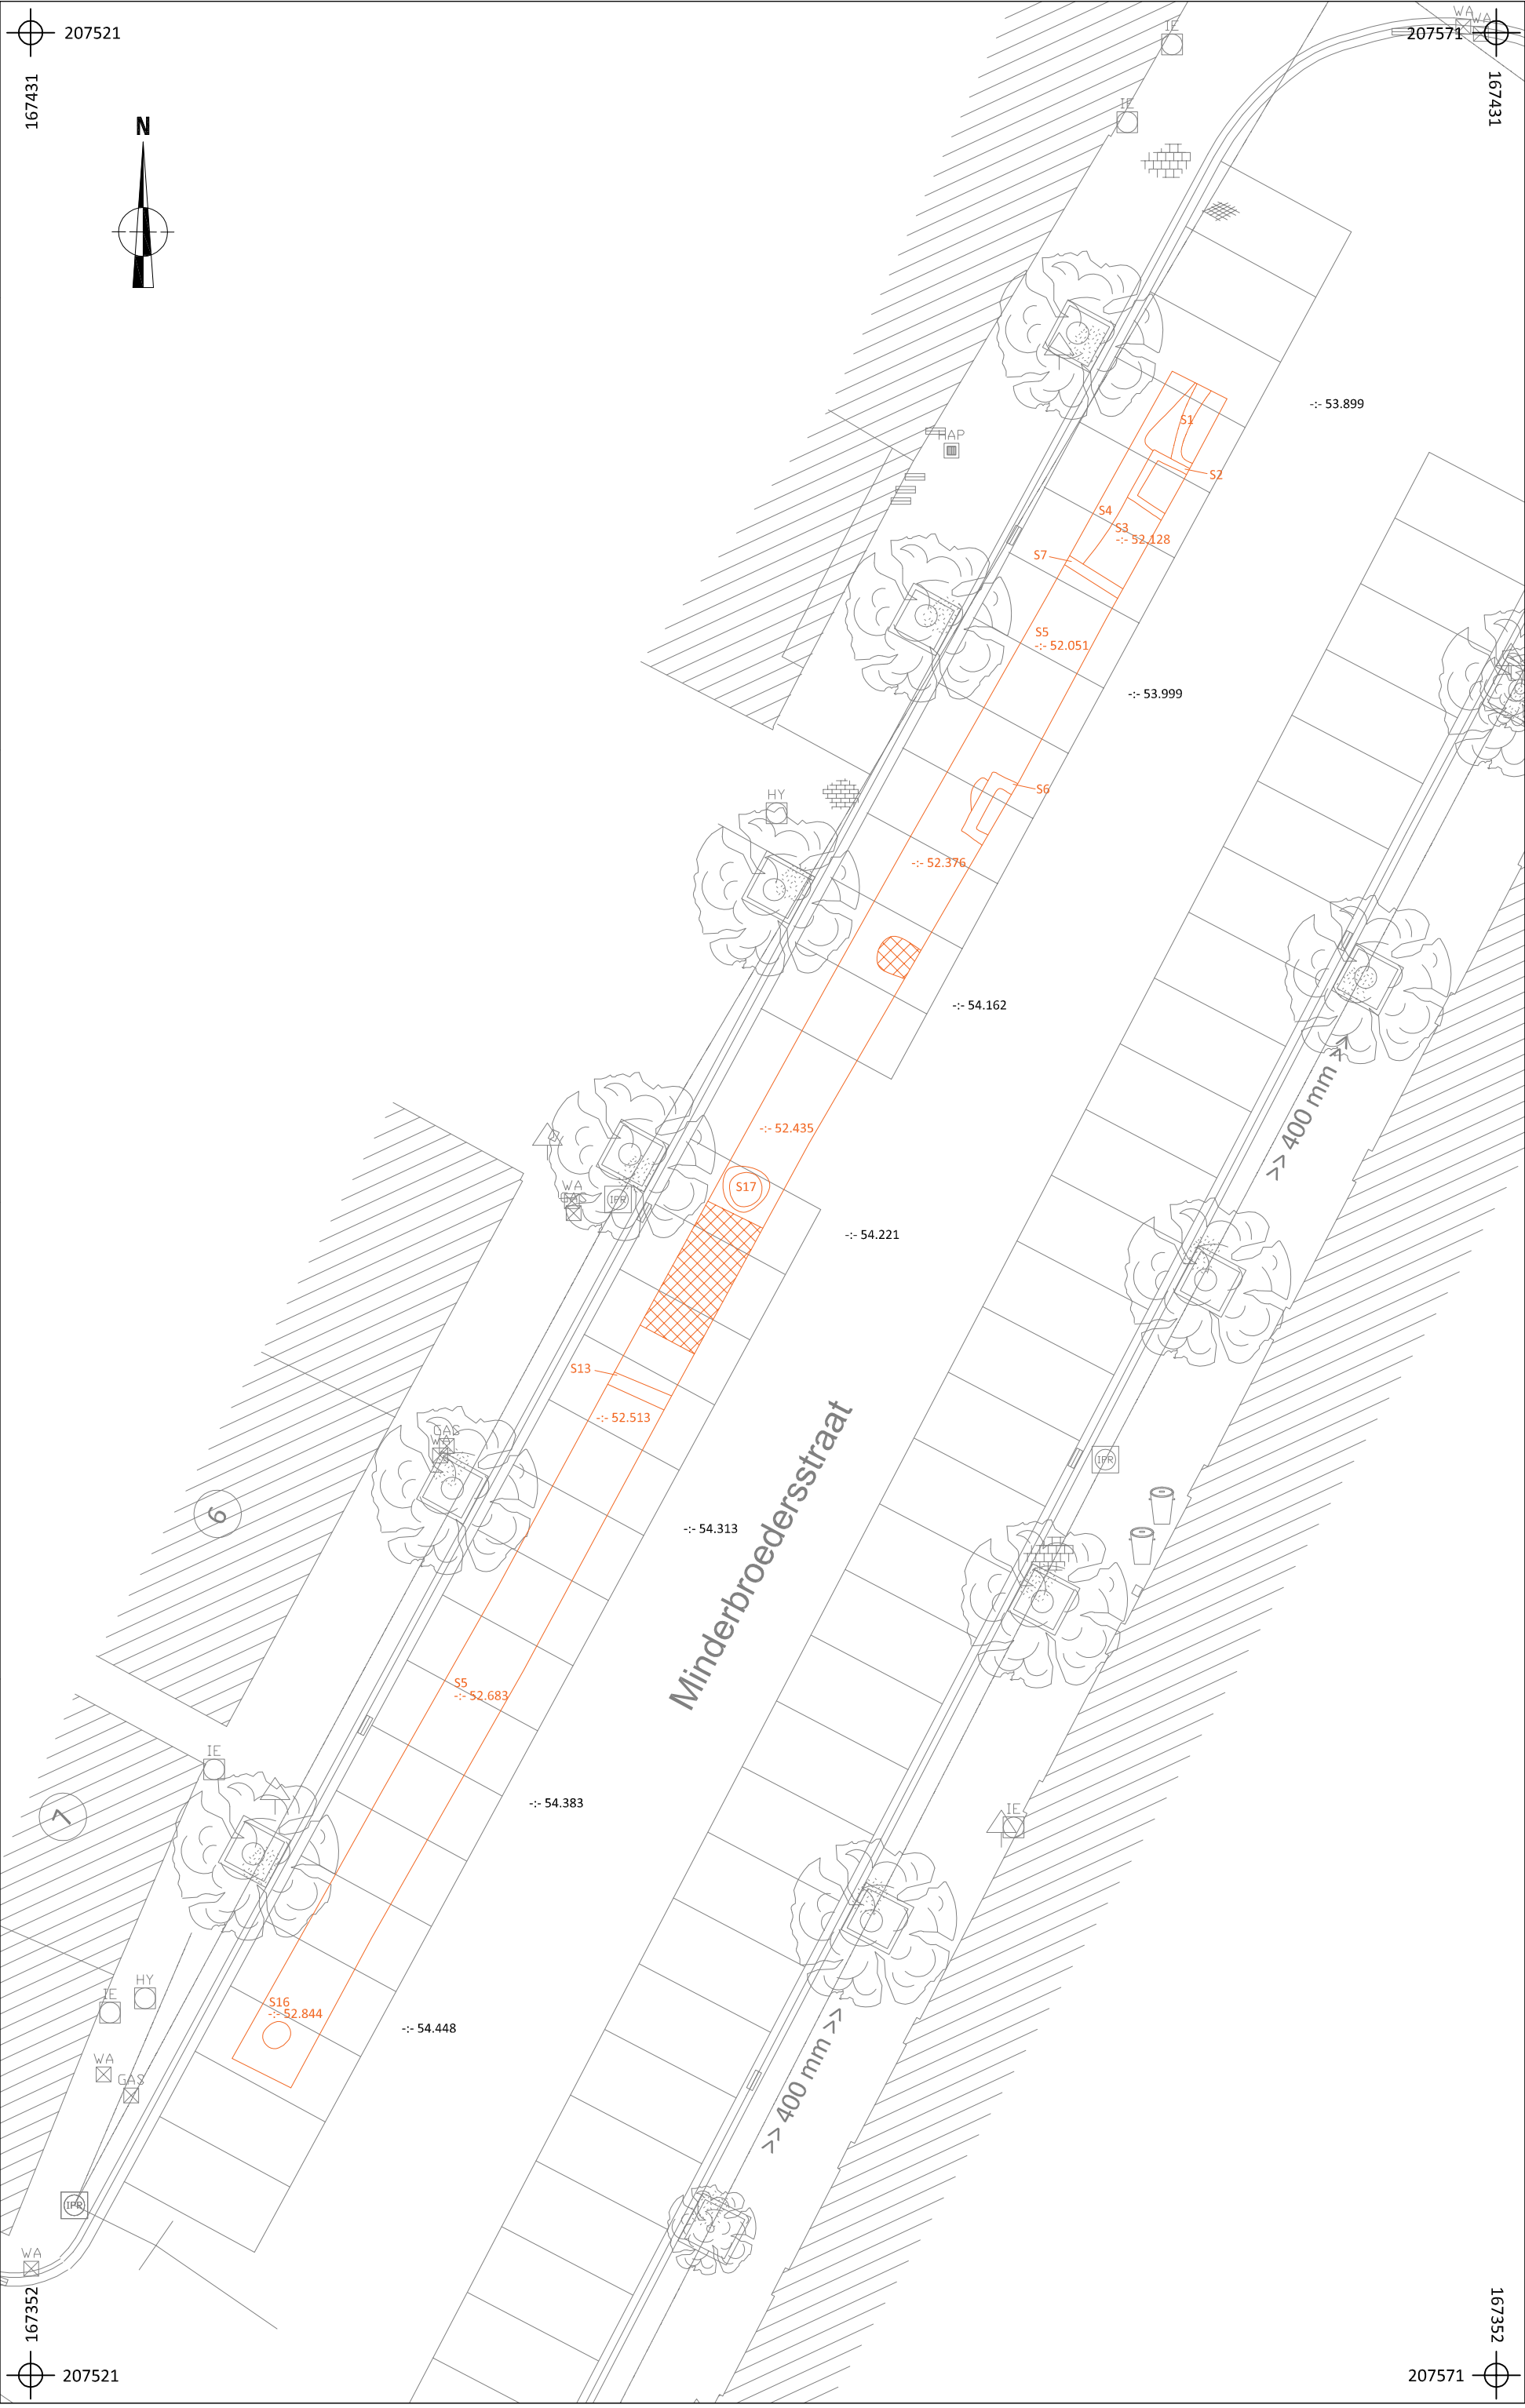 207521
167431
N
IE
IE
WA
WA
207571
167431
-:- 53.899
HAP
S1
S2
S4
S3
-:- 52.128
S7
S5
-:- 52.051
-:- 53.999
HY
S6
-:- 52.376
-:- 54.162
>> 400 mm >>
-:- 52.435
WA
GAS
IPR
S17
-:- 54.221
S13
-:- 52.513
GAS
WA
IPR
6
-:- 54.313
Minderbroedersstraat
S5
-:- 52.683
IE
7
-:- 54.383
IE
HY
IE
S16
-:- 52.844
-:- 54.448
WA
GAS
>> 400 mm >>
IPR
WA
167352
207521
167352
207571